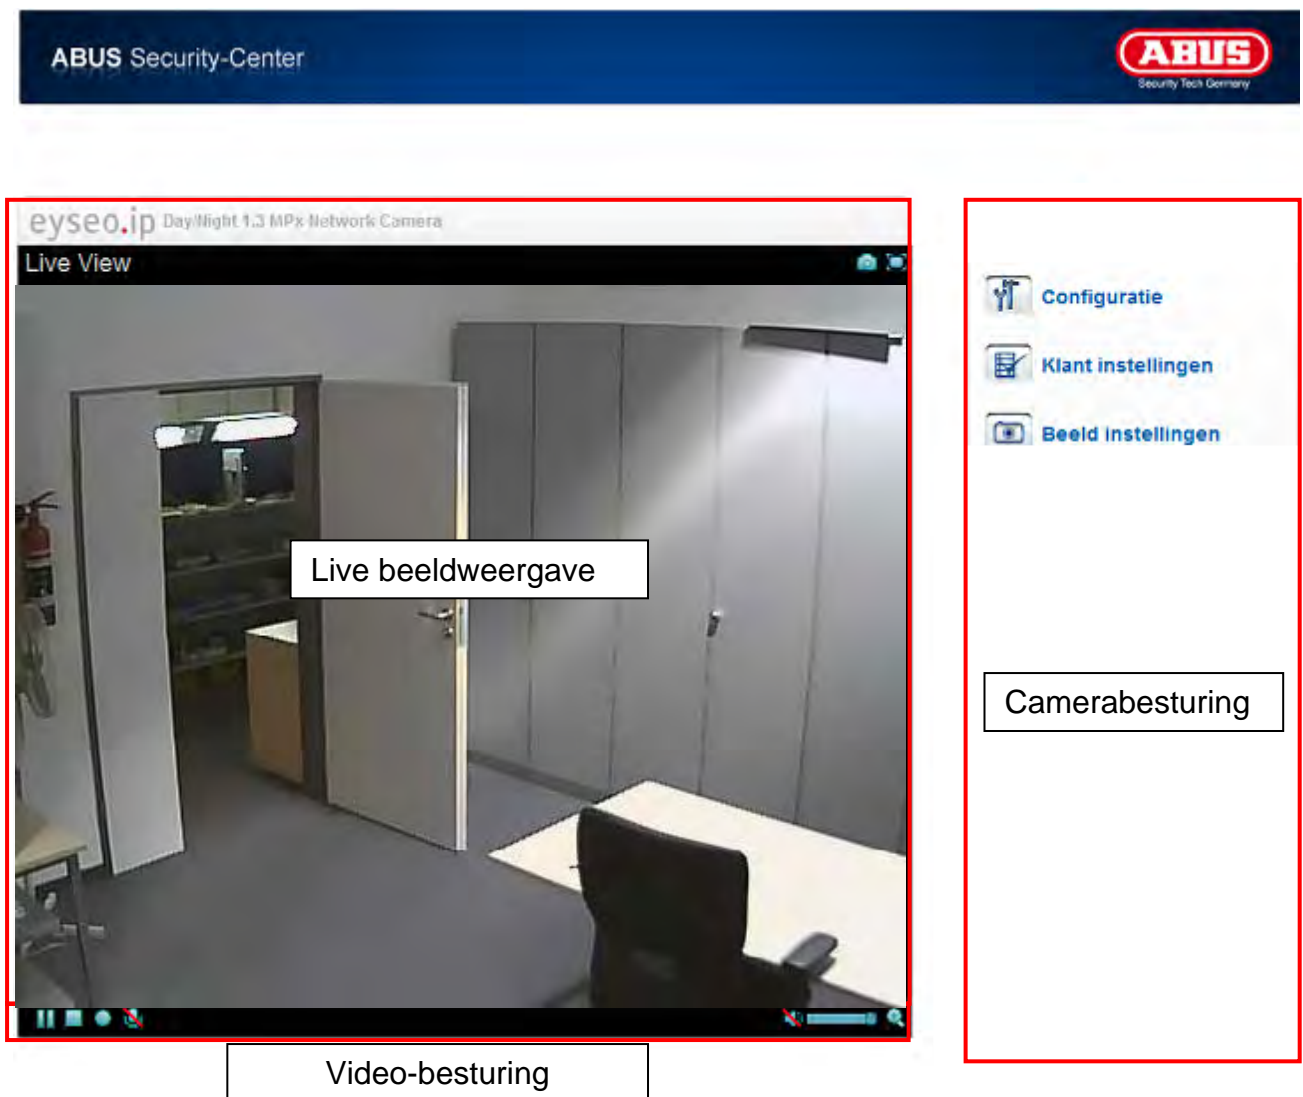 ABUS Security-Center
ABUS
Security Tech Germany
eyseo.ip Day/Night 1.3 MPx Network Camera
Live View
Configuratie
Klant instellingen
Beeld instellingen
Live beeldweergave
Camerabesturing
Video-besturing